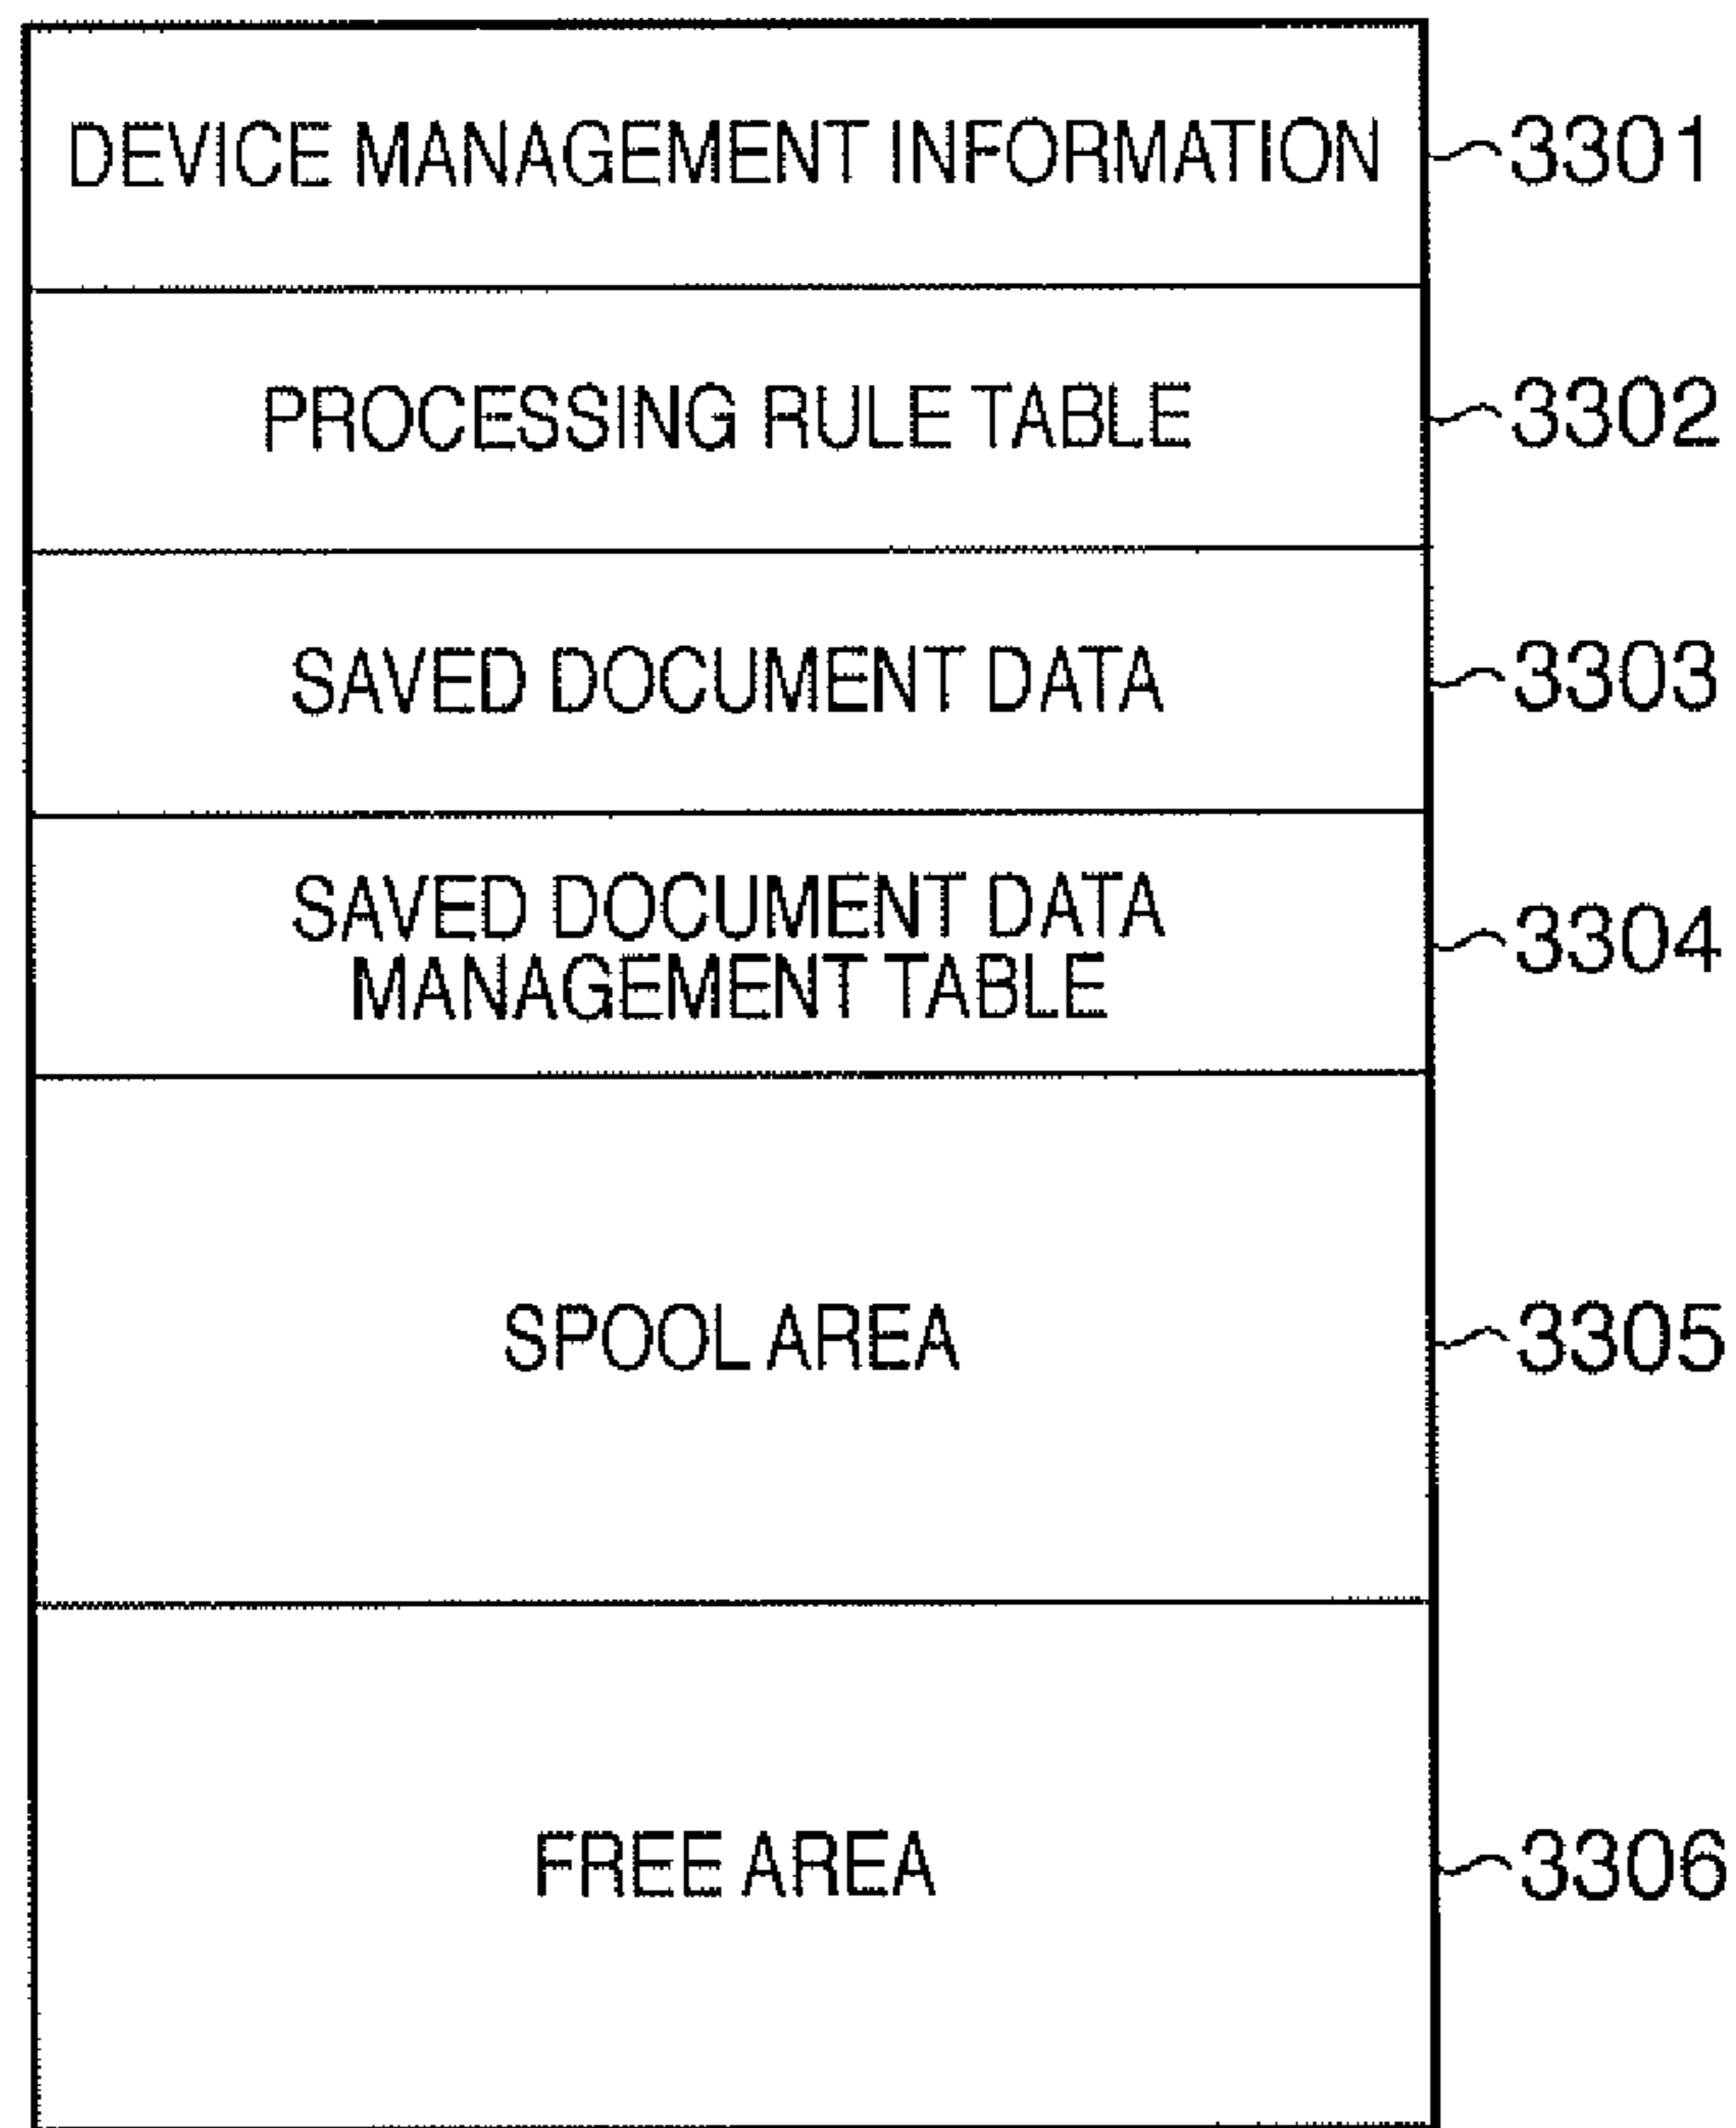 DEVICE MANAGEMENT INFORMATION 3301
PROCESSING RULE TABLE 3302
SAVED DOCUMENT DATA 3303
SAVED DOCUMENT DATA
MANAGEMENT TABLE 3304
SPOOL AREA 3305
FREE AREA 3306